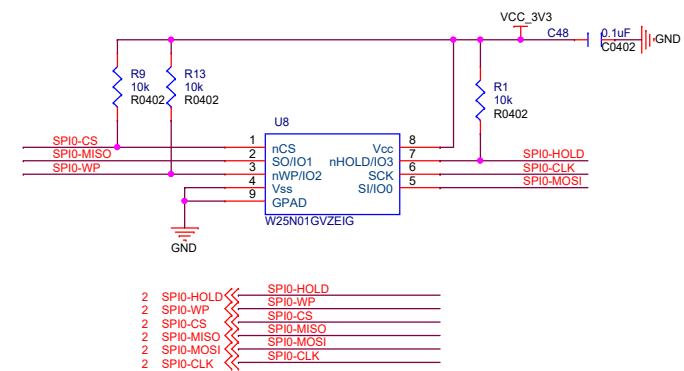 VCC_3V3
C48 0.1uF GND
C0402
R9 R13
10k 10k
R0402 R0402
R1
10k
R0402
U8
SPI0-CS 1 nCS Vcc 8
SPI0-MISO 2 SO/IO1 nHOLD/IO3 7 SPI0-HOLD
SPI0-WP 3 nWP/IO2 SCK 6 SPI0-CLK
4 Vss SI/IO0 5 SPI0-MOSI
9 GPAD
W25N01GVZEIG
GND
2 SPI0-HOLD SPI0-HOLD
2 SPI0-WP SPI0-WP
2 SPI0-CS SPI0-CS
2 SPI0-MISO SPI0-MISO
2 SPI0-MOSI SPI0-MOSI
2 SPI0-CLK SPI0-CLK